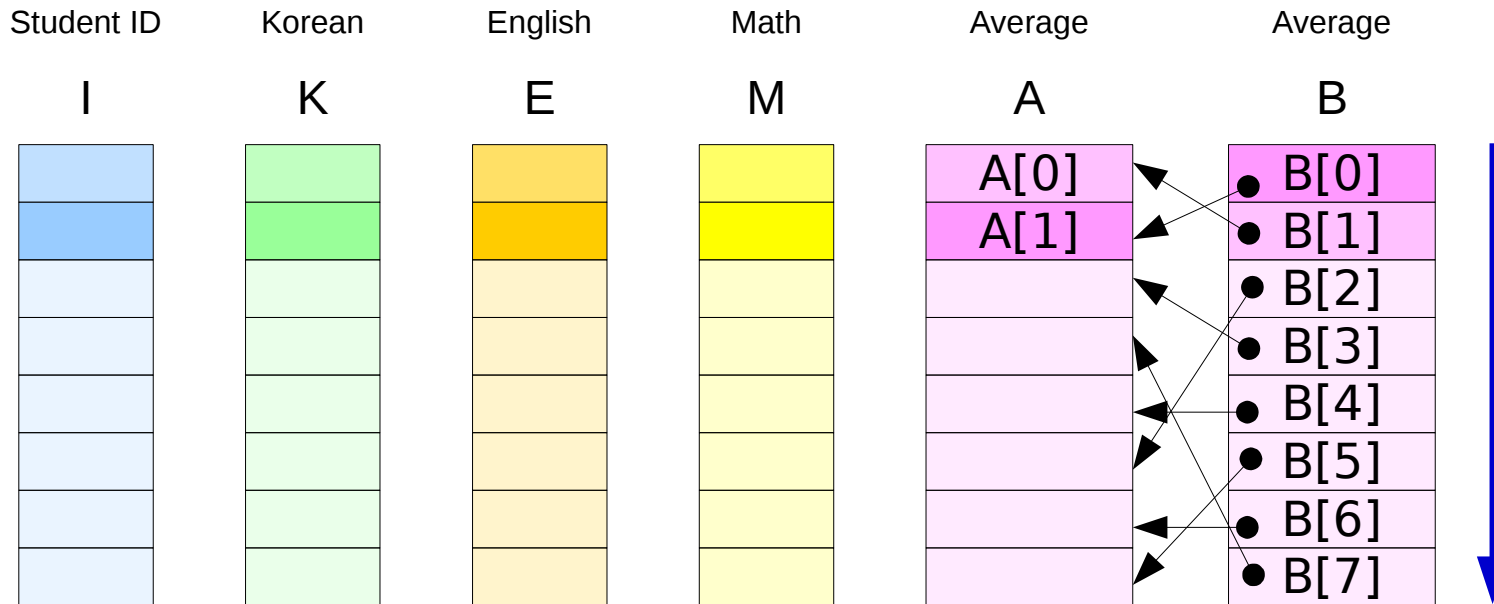 Student ID Korean English Math Average Average
I K E M A B
A[0] B[0]
A[1] B[1]
B[2]
B[3]
B[4]
B[5]
B[6]
B[7]